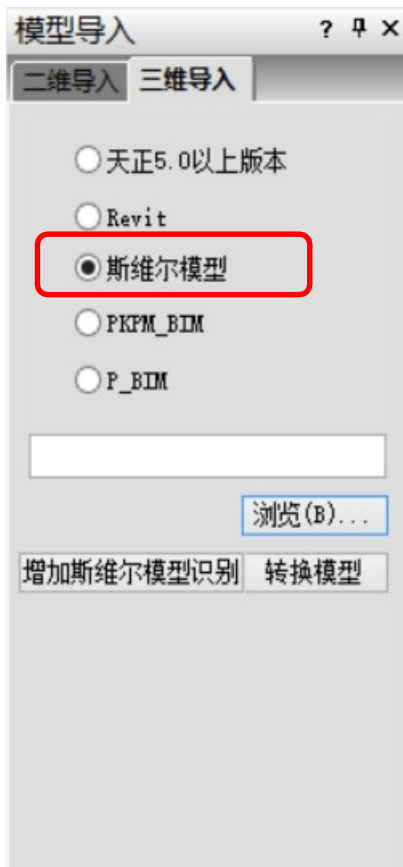 模型导入 ?
二维导入 三维导入
天正5.0以上版本
Revit
斯维尔模型
PKPM_BIM
P_BIM
浏览(B)...
增加斯维尔模型识别 转换模型